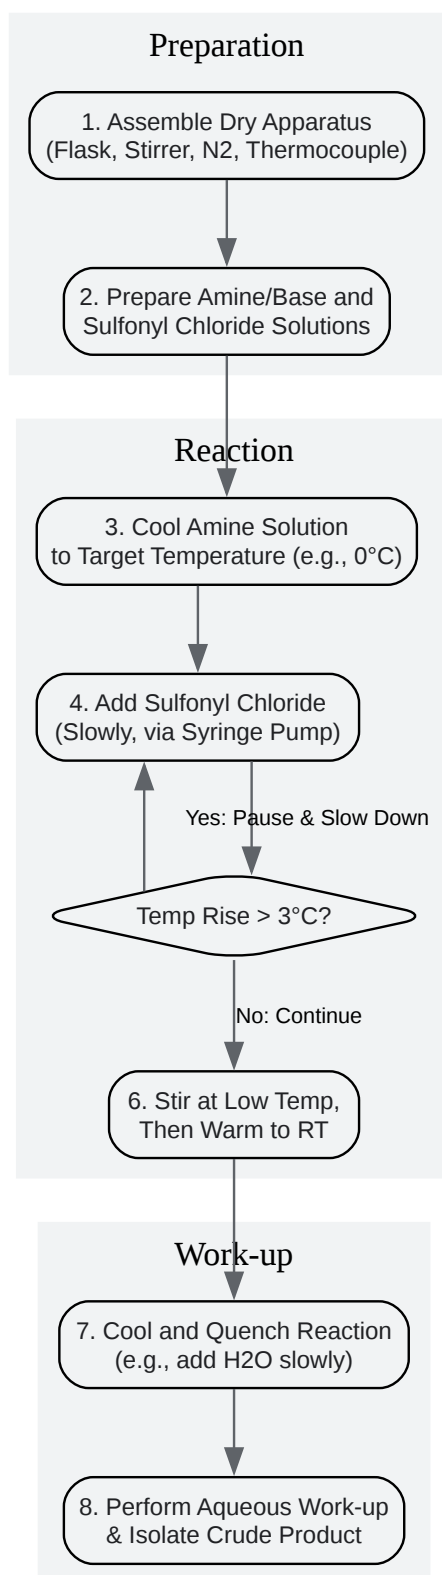 Preparation
1. Assemble Dry Apparatus
(Flask, Stirrer, N2, Thermocouple)
2. Prepare Amine/Base and
Sulfonyl Chloride Solutions
Reaction
3. Cool Amine Solution
to Target Temperature (e.g., 0°C)
4. Add Sulfonyl Chloride
(Slowly, via Syringe Pump)
Yes: Pause & Slow Down
Temp Rise > 3°C?
No: Continue
6. Stir at Low Temp,
Then Warm to RT
Work-up
7. Cool and Quench Reaction
(e.g., add H2O slowly)
8. Perform Aqueous Work-up
& Isolate Crude Product